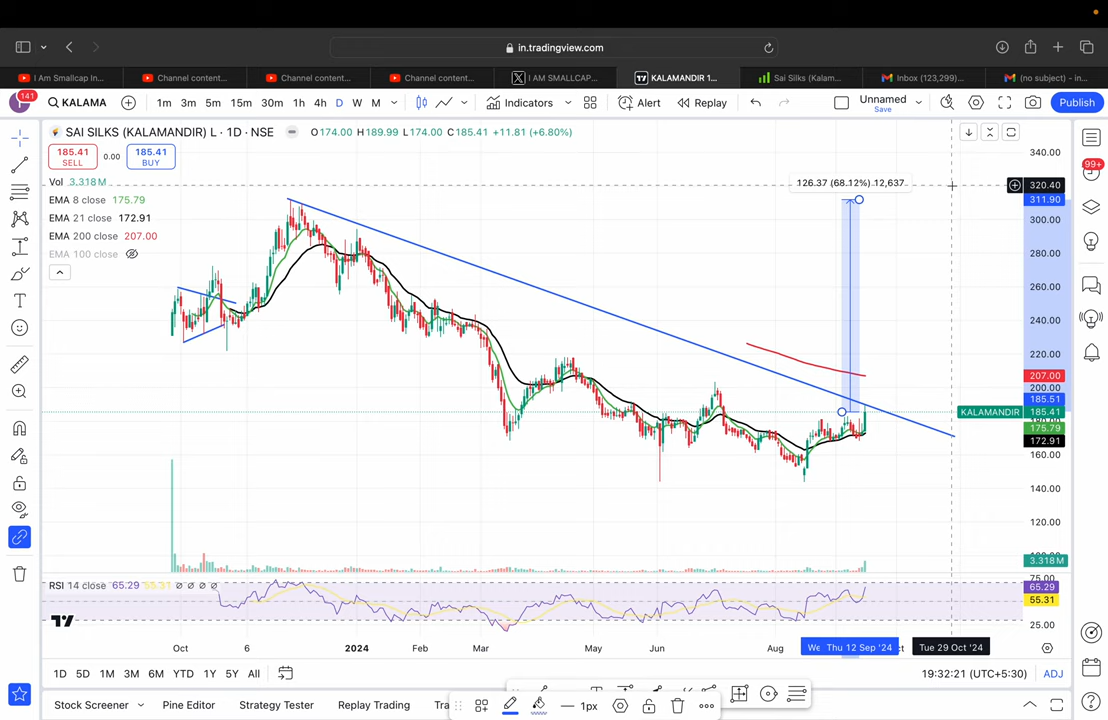 in.tradingview.com
I Am Smallcap In...
Channel content...
Channel content...
Channel content...
I AM SMALLCAP...
KALAMANDIR 1...
Sai Silks (Kalam...
Inbox (123,299)...
(no subject) - in...
141
KALAMA
1m 3m 5m 15m 30m 1h 4h D W M
Indicators
Alert
Replay
Unnamed
Save
Publish
SAI SILKS (KALAMANDIR) L · 1D · NSE
O174.00 H189.99 L174.00 C185.41 +11.81 (+6.80%)
185.41
SELL
0.00
185.41
BUY
Vol 3.318M
EMA 8 close 175.79
EMA 21 close 172.91
EMA 200 close 207.00
EMA 100 close
126.37 (68.12%) 12,637
99+
340.00
320.40
311.90
300.00
280.00
260.00
240.00
220.00
207.00
200.00
185.51
KALAMANDIR 185.41
175.79
172.91
160.00
140.00
120.00
3.318M
RSI 14 close 65.29 55.31 ∅ ∅ ∅ ∅
75.00
65.29
55.31
25.00
Oct 6 2024 Feb Mar May Jun Aug
Thu 12 Sep '24
Tue 29 Oct '24
1D 5D 1M 3M 6M YTD 1Y 5Y All
19:32:21 (UTC+5:30)
ADJ
Stock Screener
Pine Editor
Strategy Tester
Replay Trading
1px